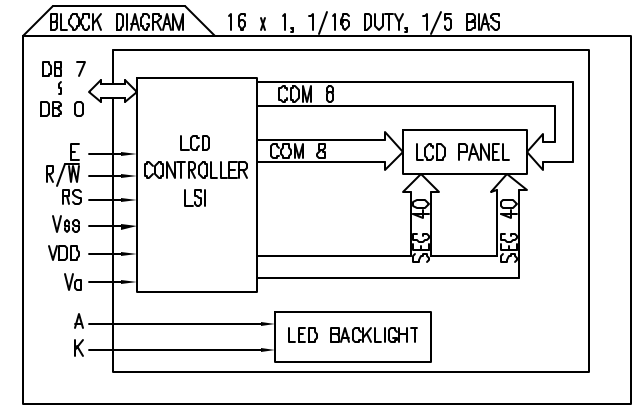 BLOCK DIAGRAM 16 x 1, 1/16 DUTY, 1/5 BIAS
DB 7
DB 0
COM 8
LCD CONTROLLER LSI
COM 8
LCD PANEL
E
R/W
RS
Vss
VDD
Vo
SEG 40
SEG 40
A
K
LED BACKLIGHT